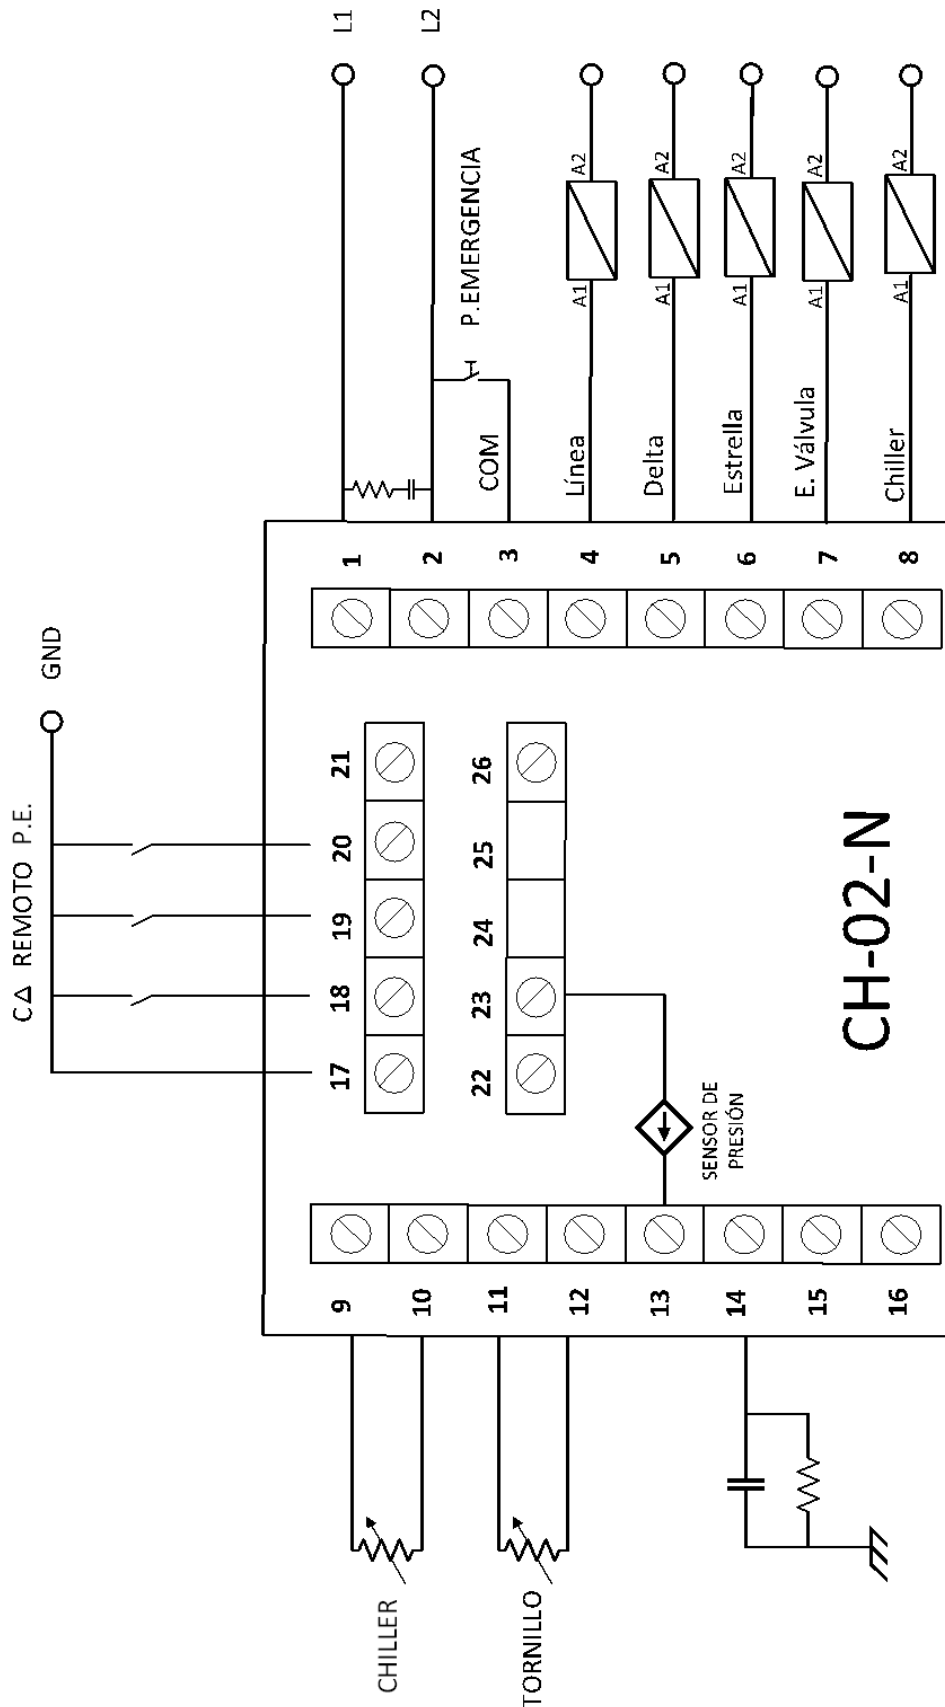 CΔ REMOTO P.E.
GND
L1
L2
P.EMERGENCIA
COM
Línea
Delta
Estrella
E. Válvula
Chiller
A1
A2
A1
A2
A1
A2
A1
A2
A1
A2
1
2
3
4
5
6
7
8
17
18
19
20
21
22
23
24
25
26
SENSOR DE
PRESIÓN
CH-02-N
9
10
11
12
13
14
15
16
CHILLER
TORNILLO